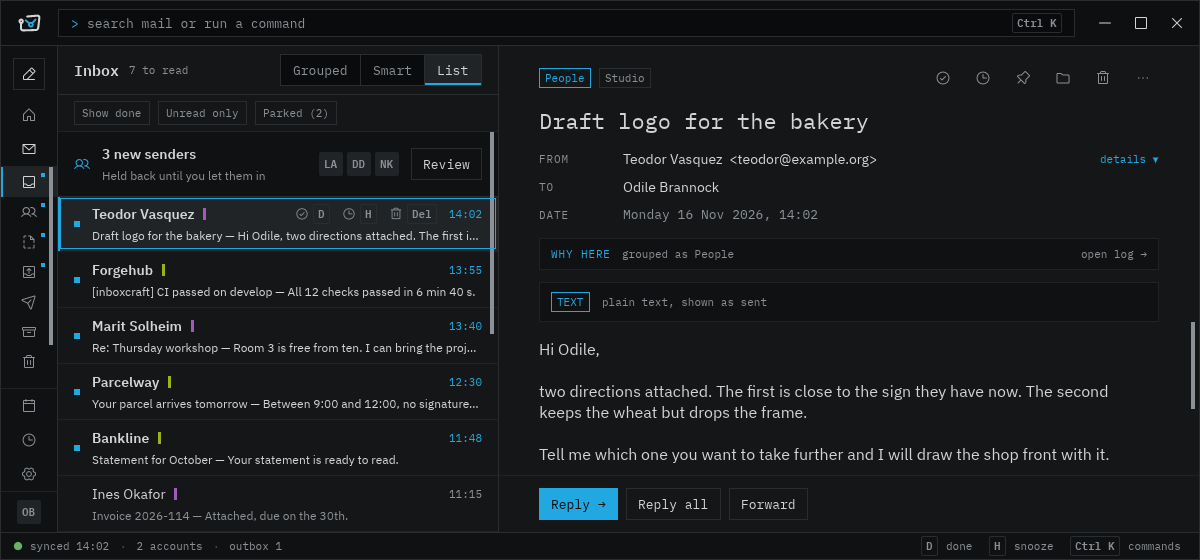 > search mail or run a command Ctrl K
Inbox 7 to read Grouped Smart List
Show done Unread only Parked (2)
3 new senders
Held back until you let them in
LA DD NK Review
Teodor Vasquez D H Del 14:02
Draft logo for the bakery — Hi Odile, two directions attached. The first i…
Forgehub 13:55
[inboxcraft] CI passed on develop — All 12 checks passed in 6 min 40 s.
Marit Solheim 13:40
Re: Thursday workshop — Room 3 is free from ten. I can bring the proj…
Parcelway 12:30
Your parcel arrives tomorrow — Between 9:00 and 12:00, no signature…
Bankline 11:48
Statement for October — Your statement is ready to read.
Ines Okafor 11:15
Invoice 2026-114 — Attached, due on the 30th.
OB
People Studio
Draft logo for the bakery
FROM Teodor Vasquez <teodor@example.org> details ▾
TO Odile Brannock
DATE Monday 16 Nov 2026, 14:02
WHY HERE grouped as People open log →
TEXT plain text, shown as sent
Hi Odile,
two directions attached. The first is close to the sign they have now. The second
keeps the wheat but drops the frame.
Tell me which one you want to take further and I will draw the shop front with it.
Reply → Reply all Forward
synced 14:02 · 2 accounts · outbox 1 D done H snooze Ctrl K commands